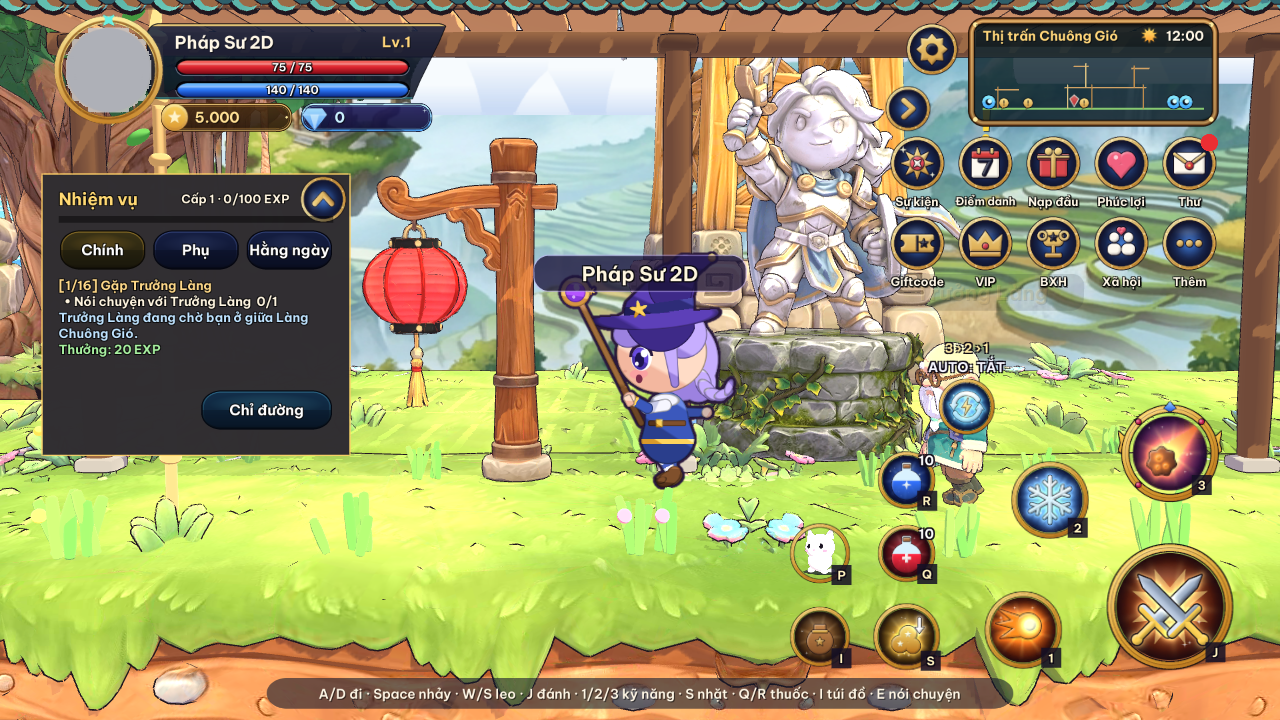 Pháp Sư 2D
Lv.1
75 / 75
140 / 140
5.000
0
Thị trấn Chuông Gió
12:00
Nhiệm vụ
Cấp 1 · 0/100 EXP
Chính
Phụ
Hằng ngày
[1/16] Gặp Trưởng Làng
• Nói chuyện với Trưởng Làng 0/1
Trưởng Làng đang chờ bạn ở giữa Làng
Chuông Gió.
Thưởng: 20 EXP
Chỉ đường
Pháp Sư 2D
7
Sự kiện
Điểm danh
Nạp đầu
Phúc lợi
Thư
Giftcode
VIP
BXH
Xã hội
Thêm
3>2>1
AUTO: TẮT
10
R
3
2
10
Q
P
I
S
1
J
A/D đi · Space nhảy · W/S leo · J đánh · 1/2/3 kỹ năng · S nhặt · Q/R thuốc · I túi đồ · E nói chuyện